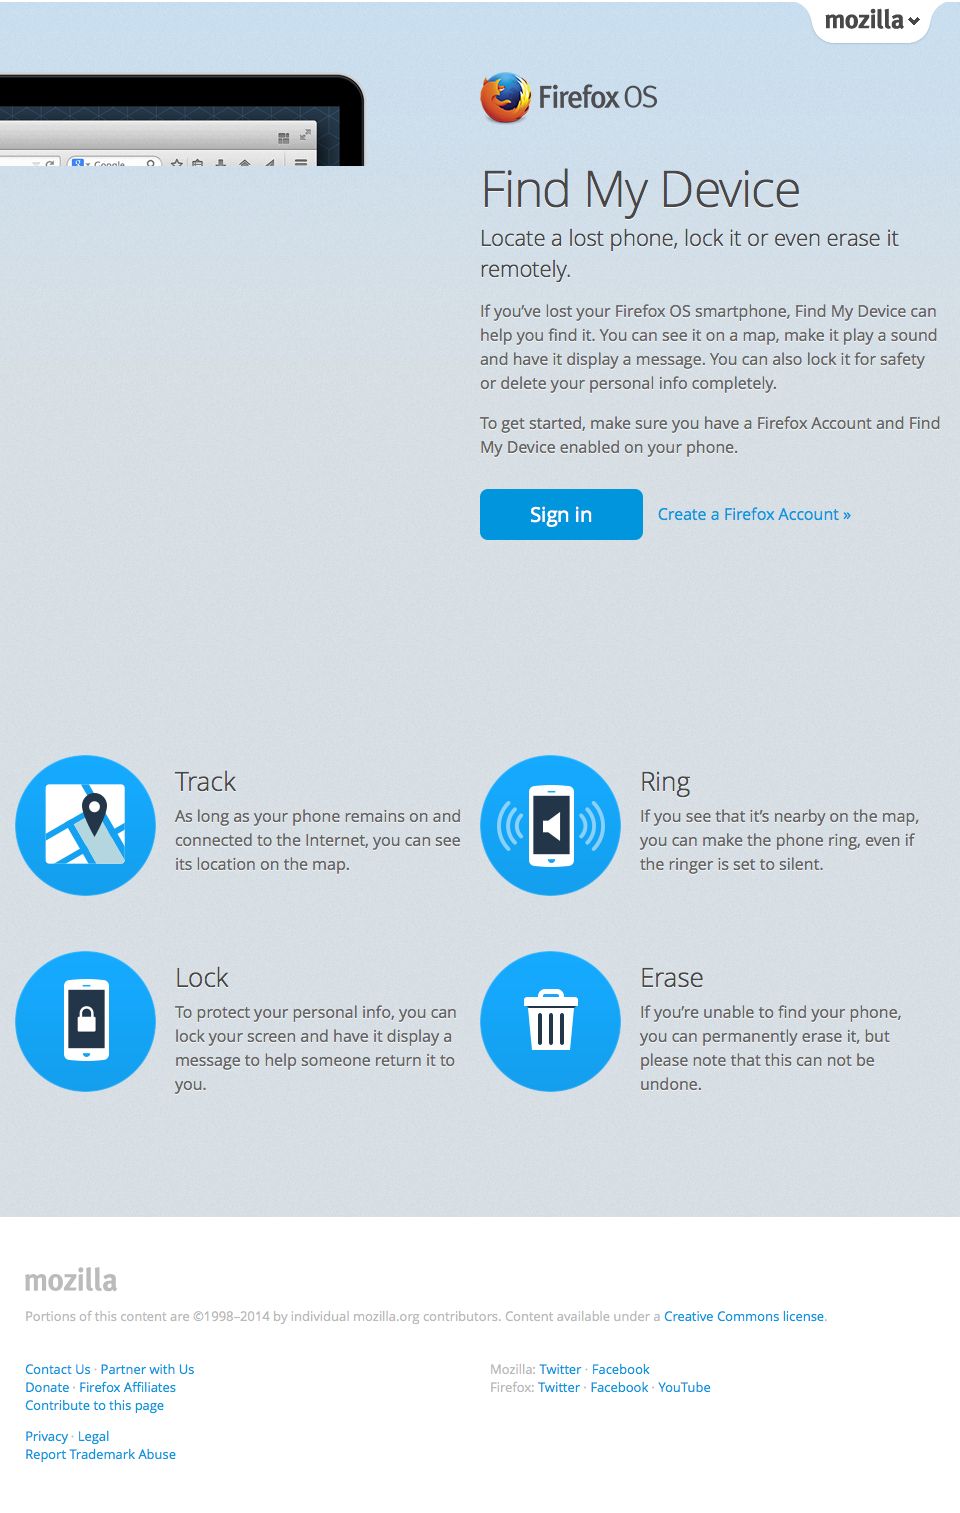 mozilla
Firefox OS
Google
Find My Device
Locate a lost phone, lock it or even erase it
remotely.
If you’ve lost your Firefox OS smartphone, Find My Device can
help you find it. You can see it on a map, make it play a sound
and have it display a message. You can also lock it for safety
or delete your personal info completely.
To get started, make sure you have a Firefox Account and Find
My Device enabled on your phone.
Sign in
Create a Firefox Account »
Track
As long as your phone remains on and
connected to the Internet, you can see
its location on the map.
Ring
If you see that it’s nearby on the map,
you can make the phone ring, even if
the ringer is set to silent.
Lock
To protect your personal info, you can
lock your screen and have it display a
message to help someone return it to
you.
Erase
If you’re unable to find your phone,
you can permanently erase it, but
please note that this can not be
undone.
mozilla
Portions of this content are ©1998–2014 by individual mozilla.org contributors. Content available under a Creative Commons license.
Contact Us · Partner with Us
Donate · Firefox Affiliates
Contribute to this page
Privacy · Legal
Report Trademark Abuse
Mozilla: Twitter · Facebook
Firefox: Twitter · Facebook · YouTube